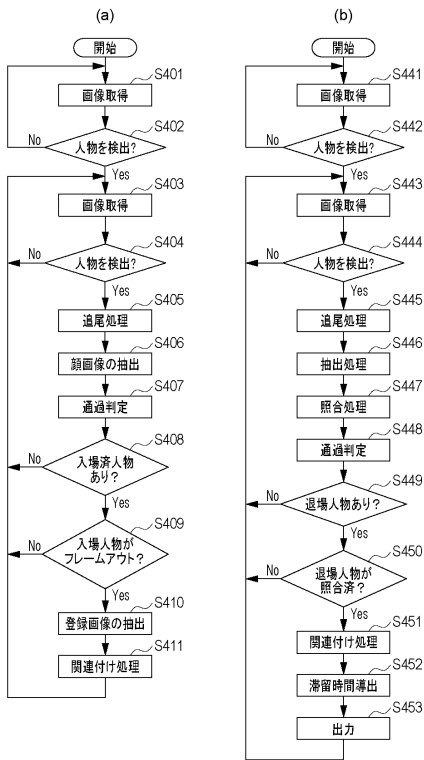 (a)
開始
S401
画像取得
S402
人物を検出?
No
Yes
S403
画像取得
S404
人物を検出?
No
Yes
S405
追尾処理
S406
顔画像の抽出
S407
通過判定
S408
入場済人物
あり?
No
Yes
S409
入場人物が
フレームアウト?
No
Yes
S410
登録画像の抽出
S411
関連付け処理
(b)
開始
S441
画像取得
S442
人物を検出?
No
Yes
S443
画像取得
S444
人物を検出?
No
Yes
S445
追尾処理
S446
抽出処理
S447
照合処理
S448
通過判定
S449
退場人物あり?
No
Yes
S450
退場人物が
照合済?
No
Yes
S451
関連付け処理
S452
滞留時間導出
S453
出力